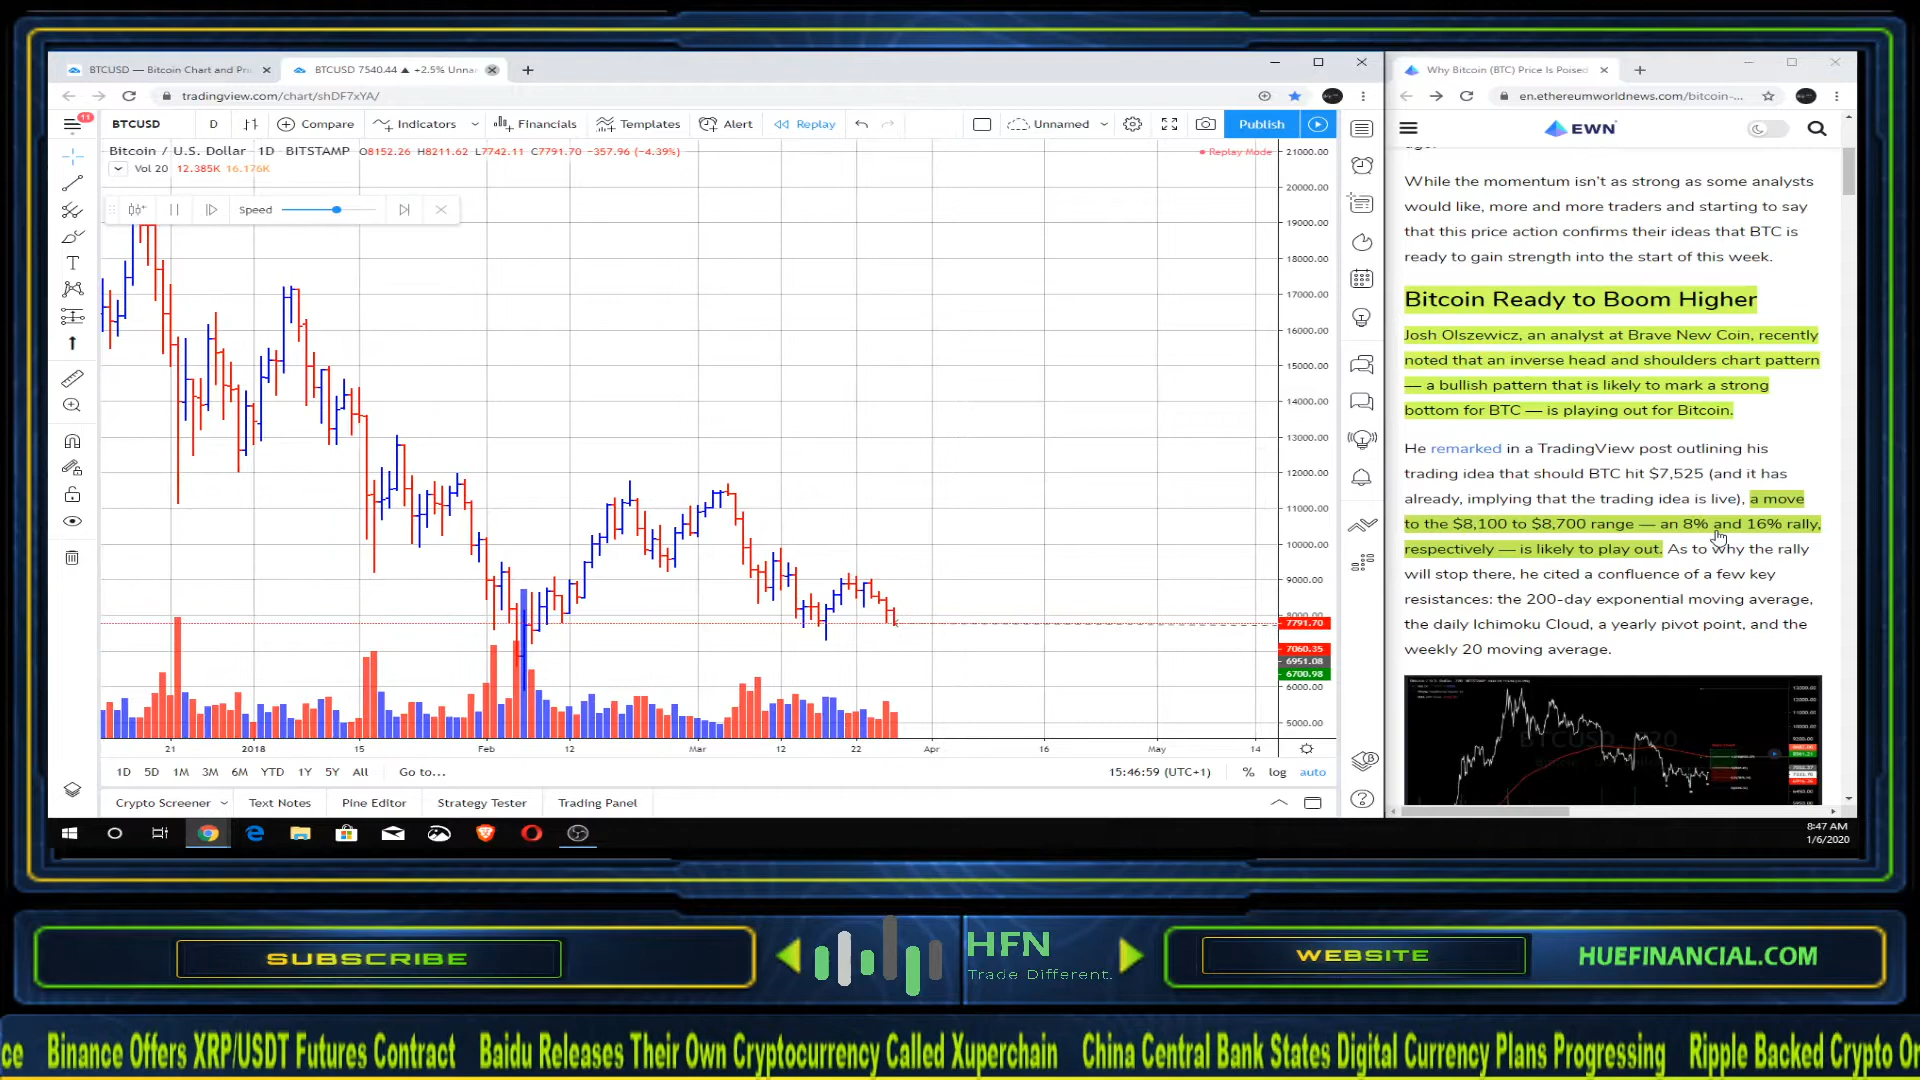 BTCUSD — Bitcoin Chart and Pri
BTCUSD 7540.44 ▲ +2.5% Unnar
tradingview.com/chart/shDF7xYA/
11
BTCUSD
D
Compare
Indicators
Financials
Templates
Alert
Replay
Unnamed
Publish
Bitcoin / U.S. Dollar 1D BITSTAMP O8152.26 H8211.62 L7742.11 C7791.70 -357.96 (-4.39%)
Replay Mode
Vol 20 12.385K 16.176K
Speed
21000.00
20000.00
19000.00
18000.00
17000.00
16000.00
15000.00
14000.00
13000.00
12000.00
11000.00
10000.00
9000.00
8000.00
7791.70
7060.35
6951.08
6700.98
6000.00
5000.00
21 2018 15 Feb 12 Mar 12 22 Apr 16 May 14
1D 5D 1M 3M 6M YTD 1Y 5Y All Go to...
15:46:59 (UTC+1) % log auto
Crypto Screener Text Notes Pine Editor Strategy Tester Trading Panel
Why Bitcoin (BTC) Price Is Poised
en.ethereumworldnews.com/bitcoin-...
EWN
While the momentum isn't as strong as some analysts
would like, more and more traders and starting to say
that this price action confirms their ideas that BTC is
ready to gain strength into the start of this week.
Bitcoin Ready to Boom Higher
Josh Olszewicz, an analyst at Brave New Coin, recently
noted that an inverse head and shoulders chart pattern
— a bullish pattern that is likely to mark a strong
bottom for BTC — is playing out for Bitcoin.
He remarked in a TradingView post outlining his
trading idea that should BTC hit $7,525 (and it has
already, implying that the trading idea is live), a move
to the $8,100 to $8,700 range — an 8% and 16% rally,
respectively — is likely to play out. As to why the rally
will stop there, he cited a confluence of a few key
resistances: the 200-day exponential moving average,
the daily Ichimoku Cloud, a yearly pivot point, and the
weekly 20 moving average.
8:47 AM
1/6/2020
SUBSCRIBE
HFN
Trade Different.
WEBSITE
HUEFINANCIAL.COM
ce Binance Offers XRP/USDT Futures Contract Baidu Releases Their Own Cryptocurrency Called Xuperchain China Central Bank States Digital Currency Plans Progressing Ripple Backed Crypto On